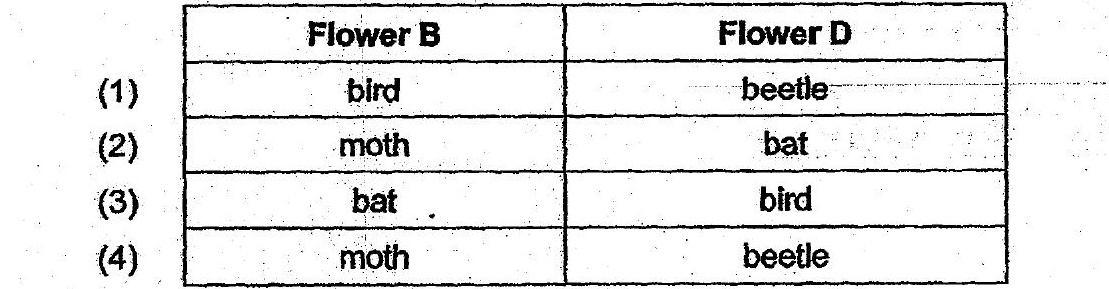 Flower B Flower D
(1) bird beetle
(2) moth bat
(3) bat bird
(4) moth beetle